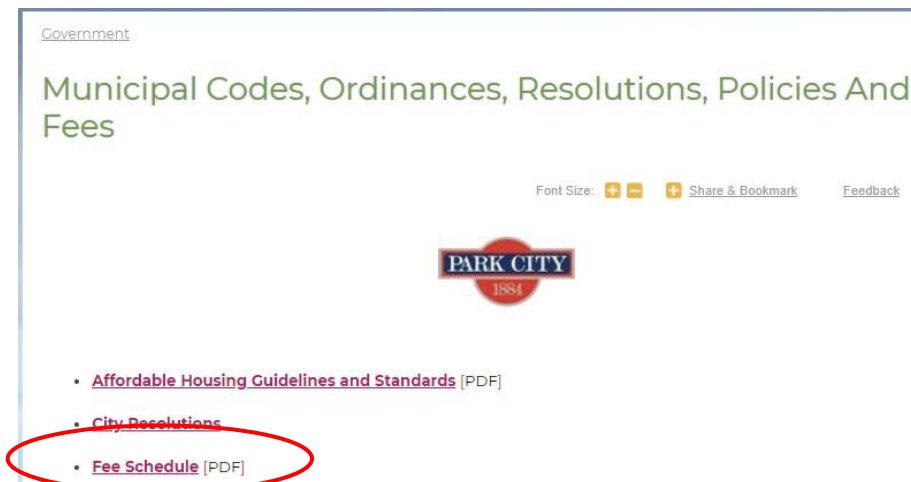 Government
Municipal Codes, Ordinances, Resolutions, Policies And
Fees
Font Size: + - + Share & Bookmark Feedback
PARK CITY
1884
• Affordable Housing Guidelines and Standards [PDF]
• City Resolutions
• Fee Schedule [PDF]